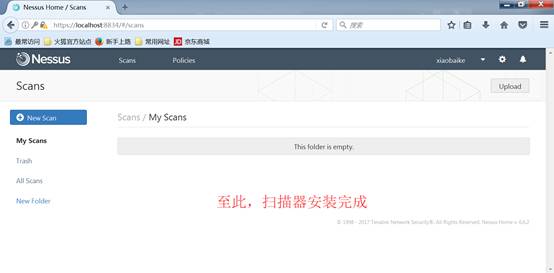 Nessus Home / Scans
https://localhost:8834/#/scans
搜索
最常访问 火狐官方站点 新手上路 常用网址 JD 京东商城
Nessus Scans Policies xiaobaike
Scans Upload
New Scan
Scans / My Scans
My Scans
This folder is empty.
Trash
All Scans
New Folder
至此，扫描器安装完成
© 1998 - 2017 Tenable Network Security®. All Rights Reserved. Nessus Home v. 6.6.2